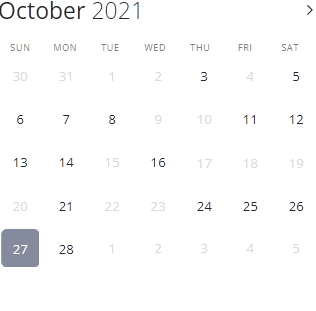 October 2021
SUN MON TUE WED THU FRI SAT
30 31 1 2 3 4 5
6 7 8 9 10 11 12
13 14 15 16 17 18 19
20 21 22 23 24 25 26
27 28 1 2 3 4 5